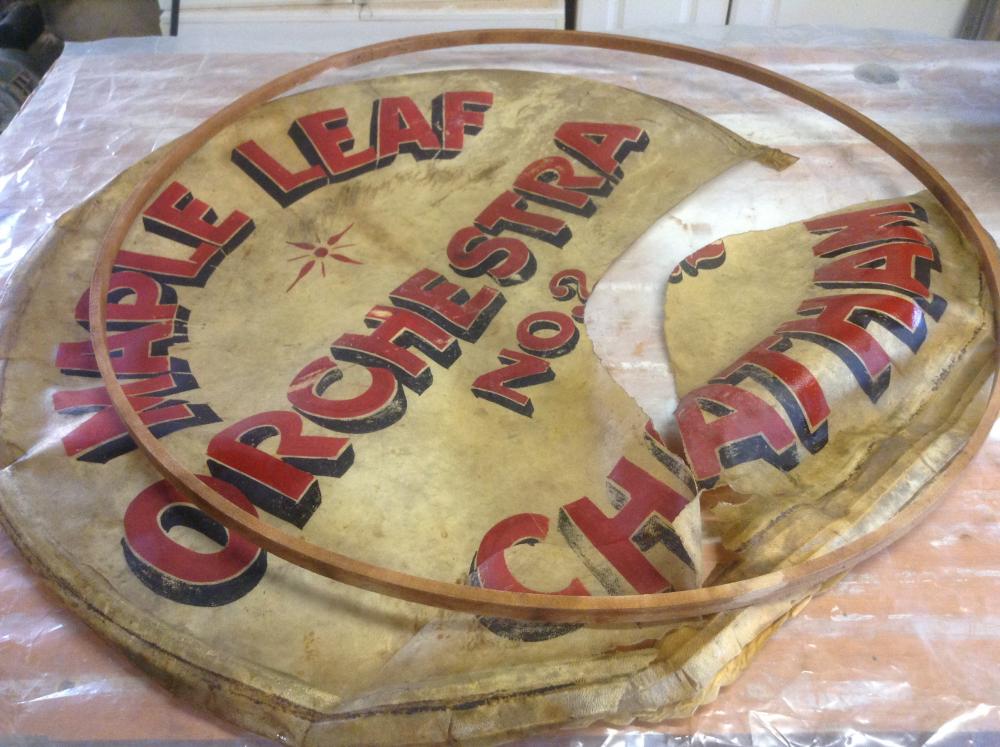 MAPLE LEAF
ORCHESTRA
NO. 2
CHATHAM